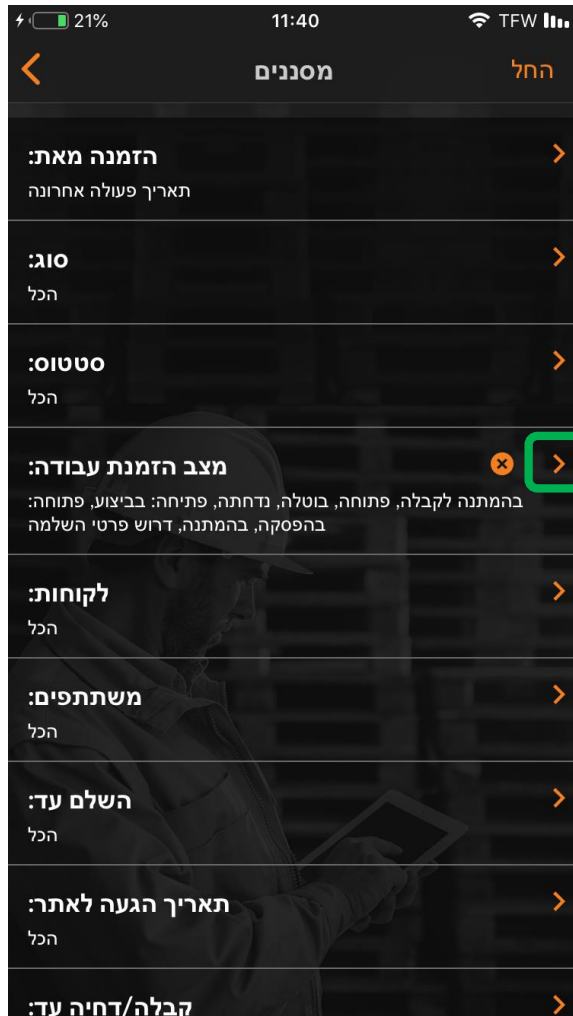 21% 11:40 TFW
מסננים החל
הזמנה מאת:
תאריך פעולה אחרונה
סוג:
הכל
סטטוס:
הכל
מצב הזמנת עבודה:
בהמתנה לקבלה, פתוחה, בוטלה, נדחתה, פתיחה: בביצוע, פתוחה:
בהפסקה, בהמתנה, דרוש פרטי השלמה
לקוחות:
הכל
משתתפים:
הכל
השלם עד:
הכל
תאריך הגעה לאתר:
הכל
קבלה/דחיה עד: